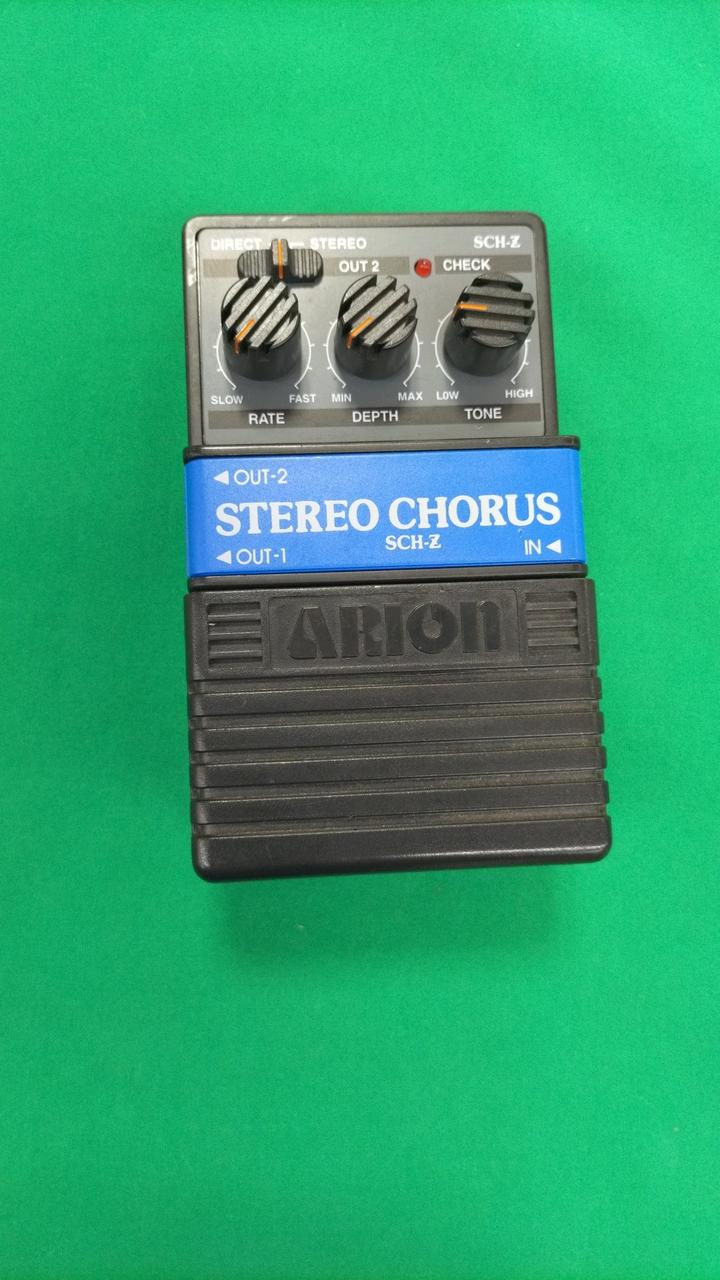 DIRECT STEREO SCH-Z
OUT 2 CHECK
SLOW FAST MIN MAX LOW HIGH
RATE DEPTH TONE
◀ OUT-2
STEREO CHORUS
SCH-Z
◀ OUT-1 IN ◀
ARION